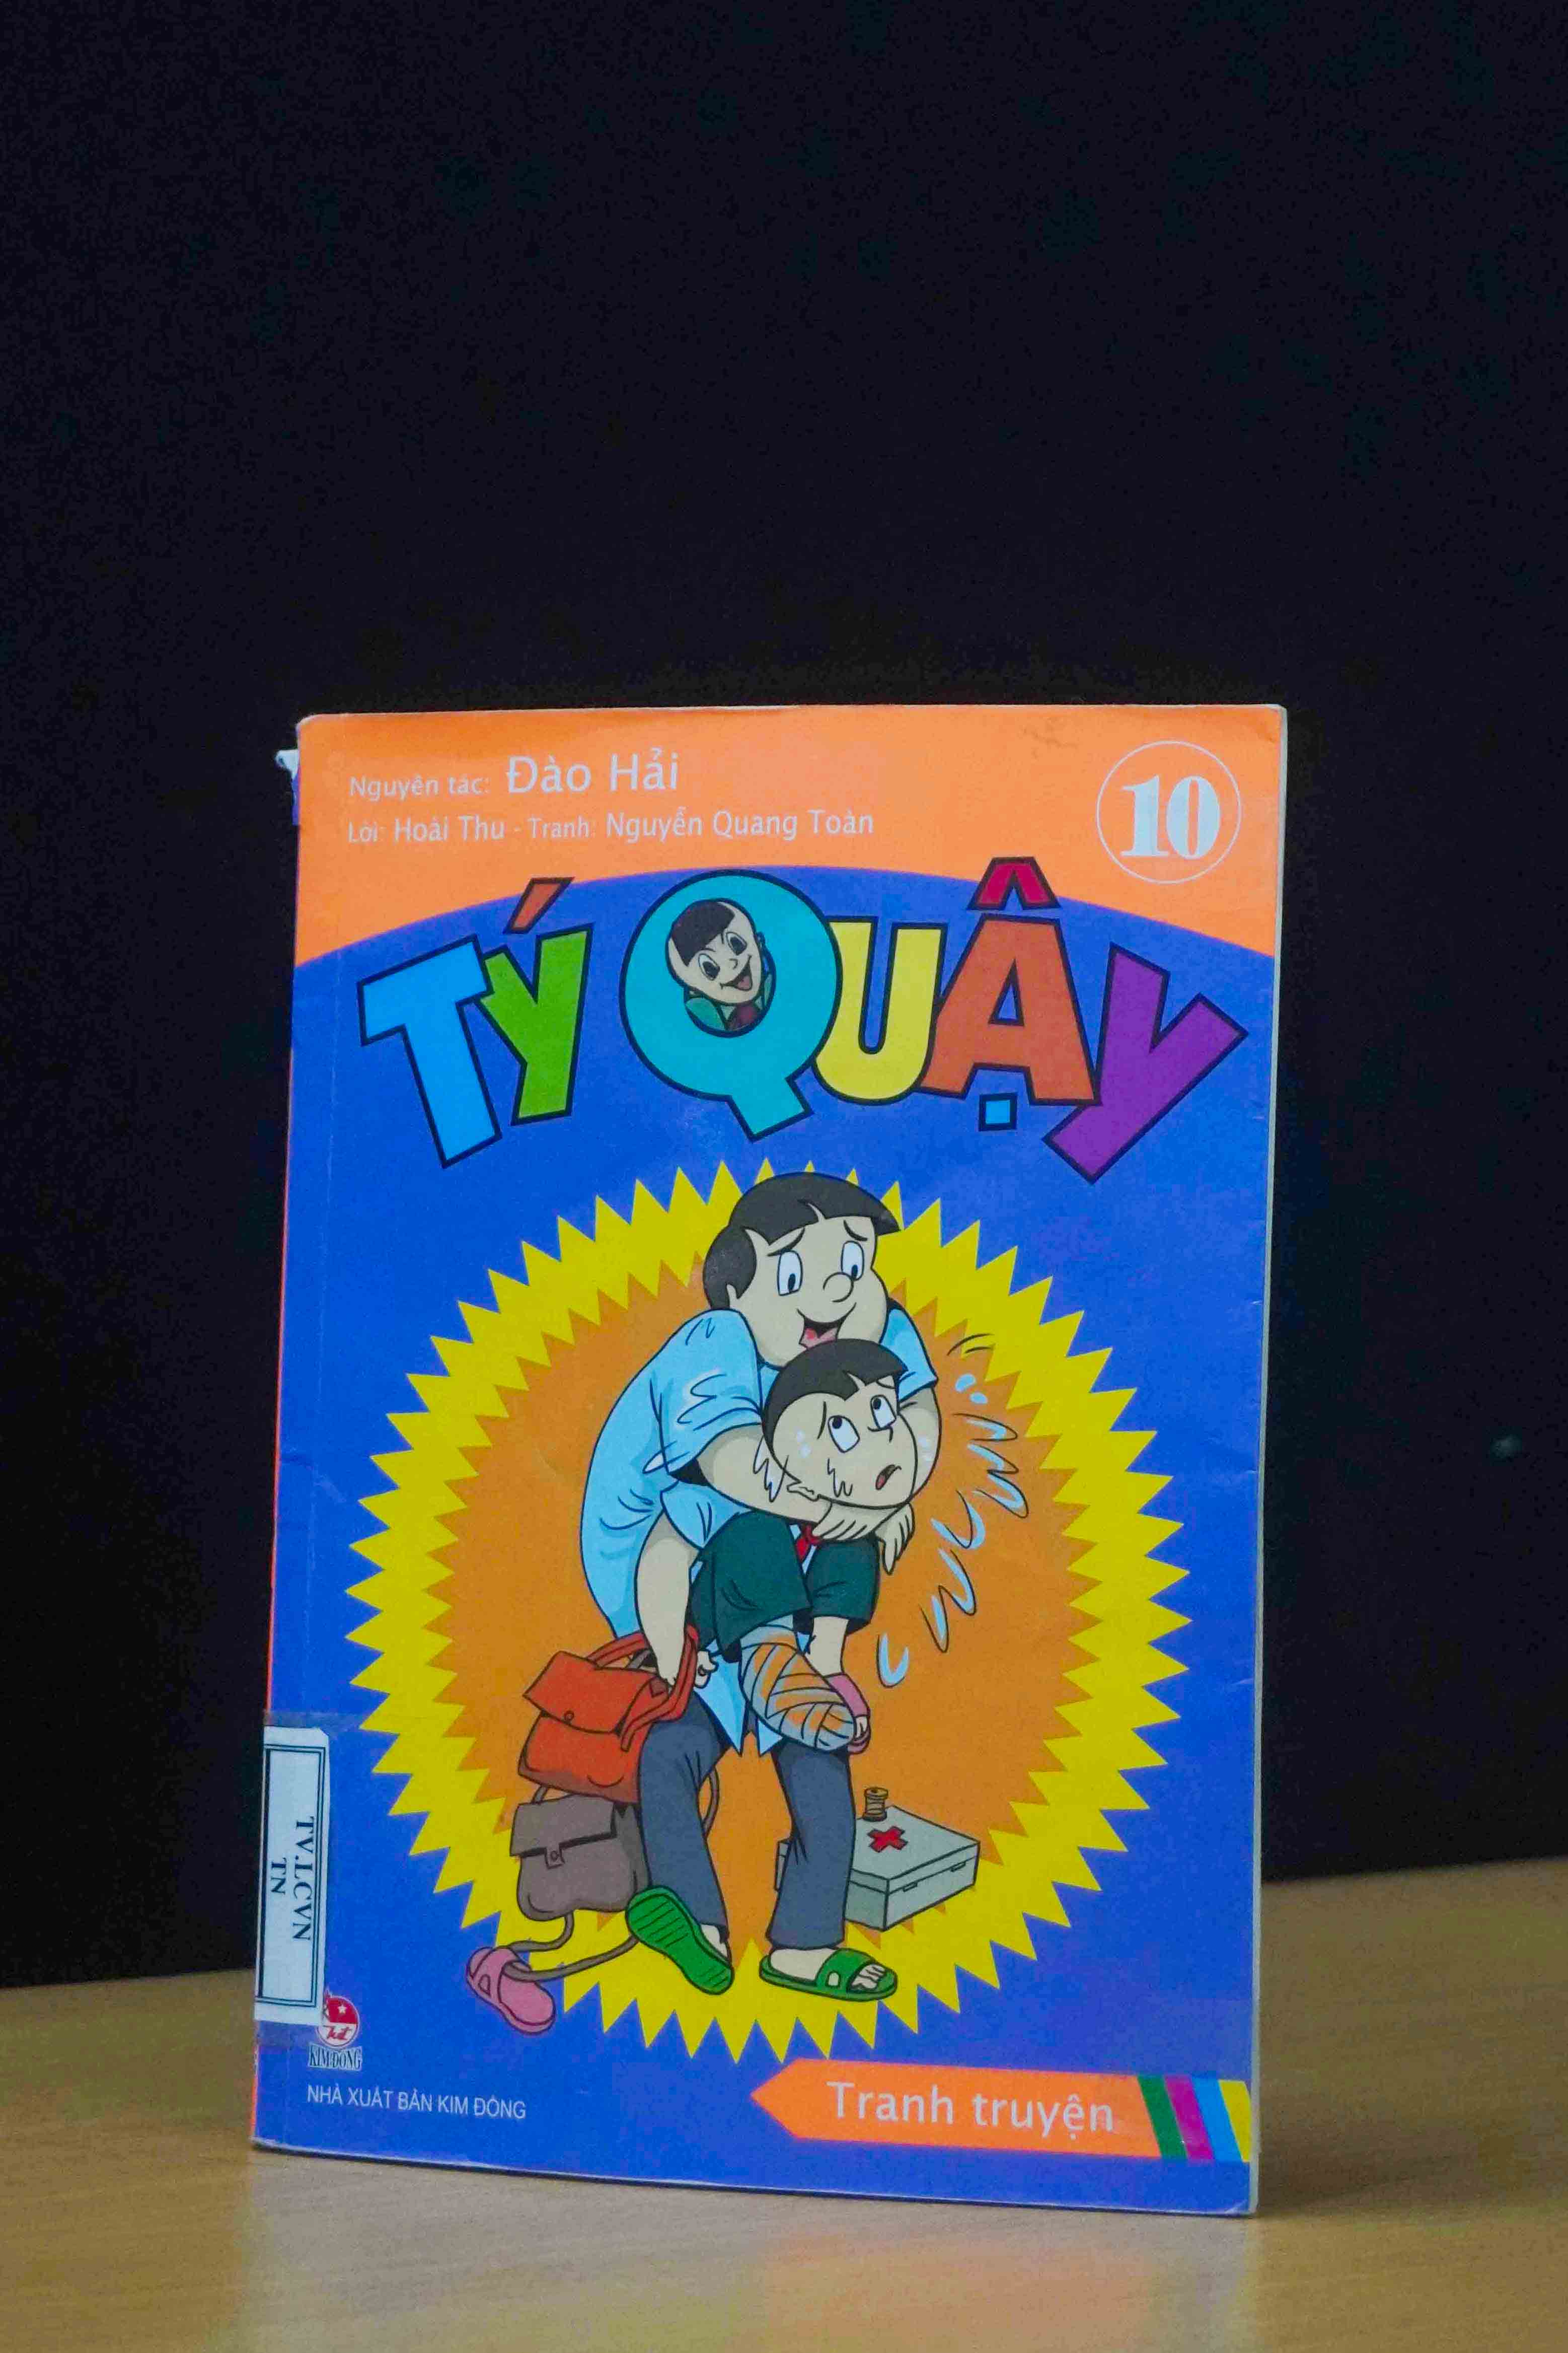 Nguyên tác: Đào Hải
Lời: Hoài Thu - Tranh: Nguyễn Quang Toàn
10
TÝ QUẬY
TV.LCVN
TN
KIM ĐỒNG
NHÀ XUẤT BẢN KIM ĐỒNG
Tranh truyện